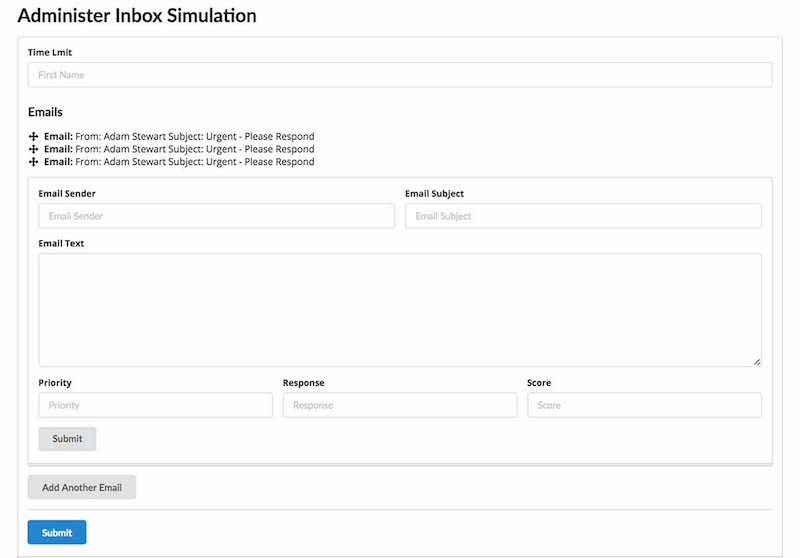 Administer Inbox Simulation
Time Lmit
First Name
Emails
Email: From: Adam Stewart Subject: Urgent - Please Respond
Email: From: Adam Stewart Subject: Urgent - Please Respond
Email: From: Adam Stewart Subject: Urgent - Please Respond
Email Sender Email Subject
Email Sender Email Subject
Email Text
Priority Response Score
Priority Response Score
Submit
Add Another Email
Submit